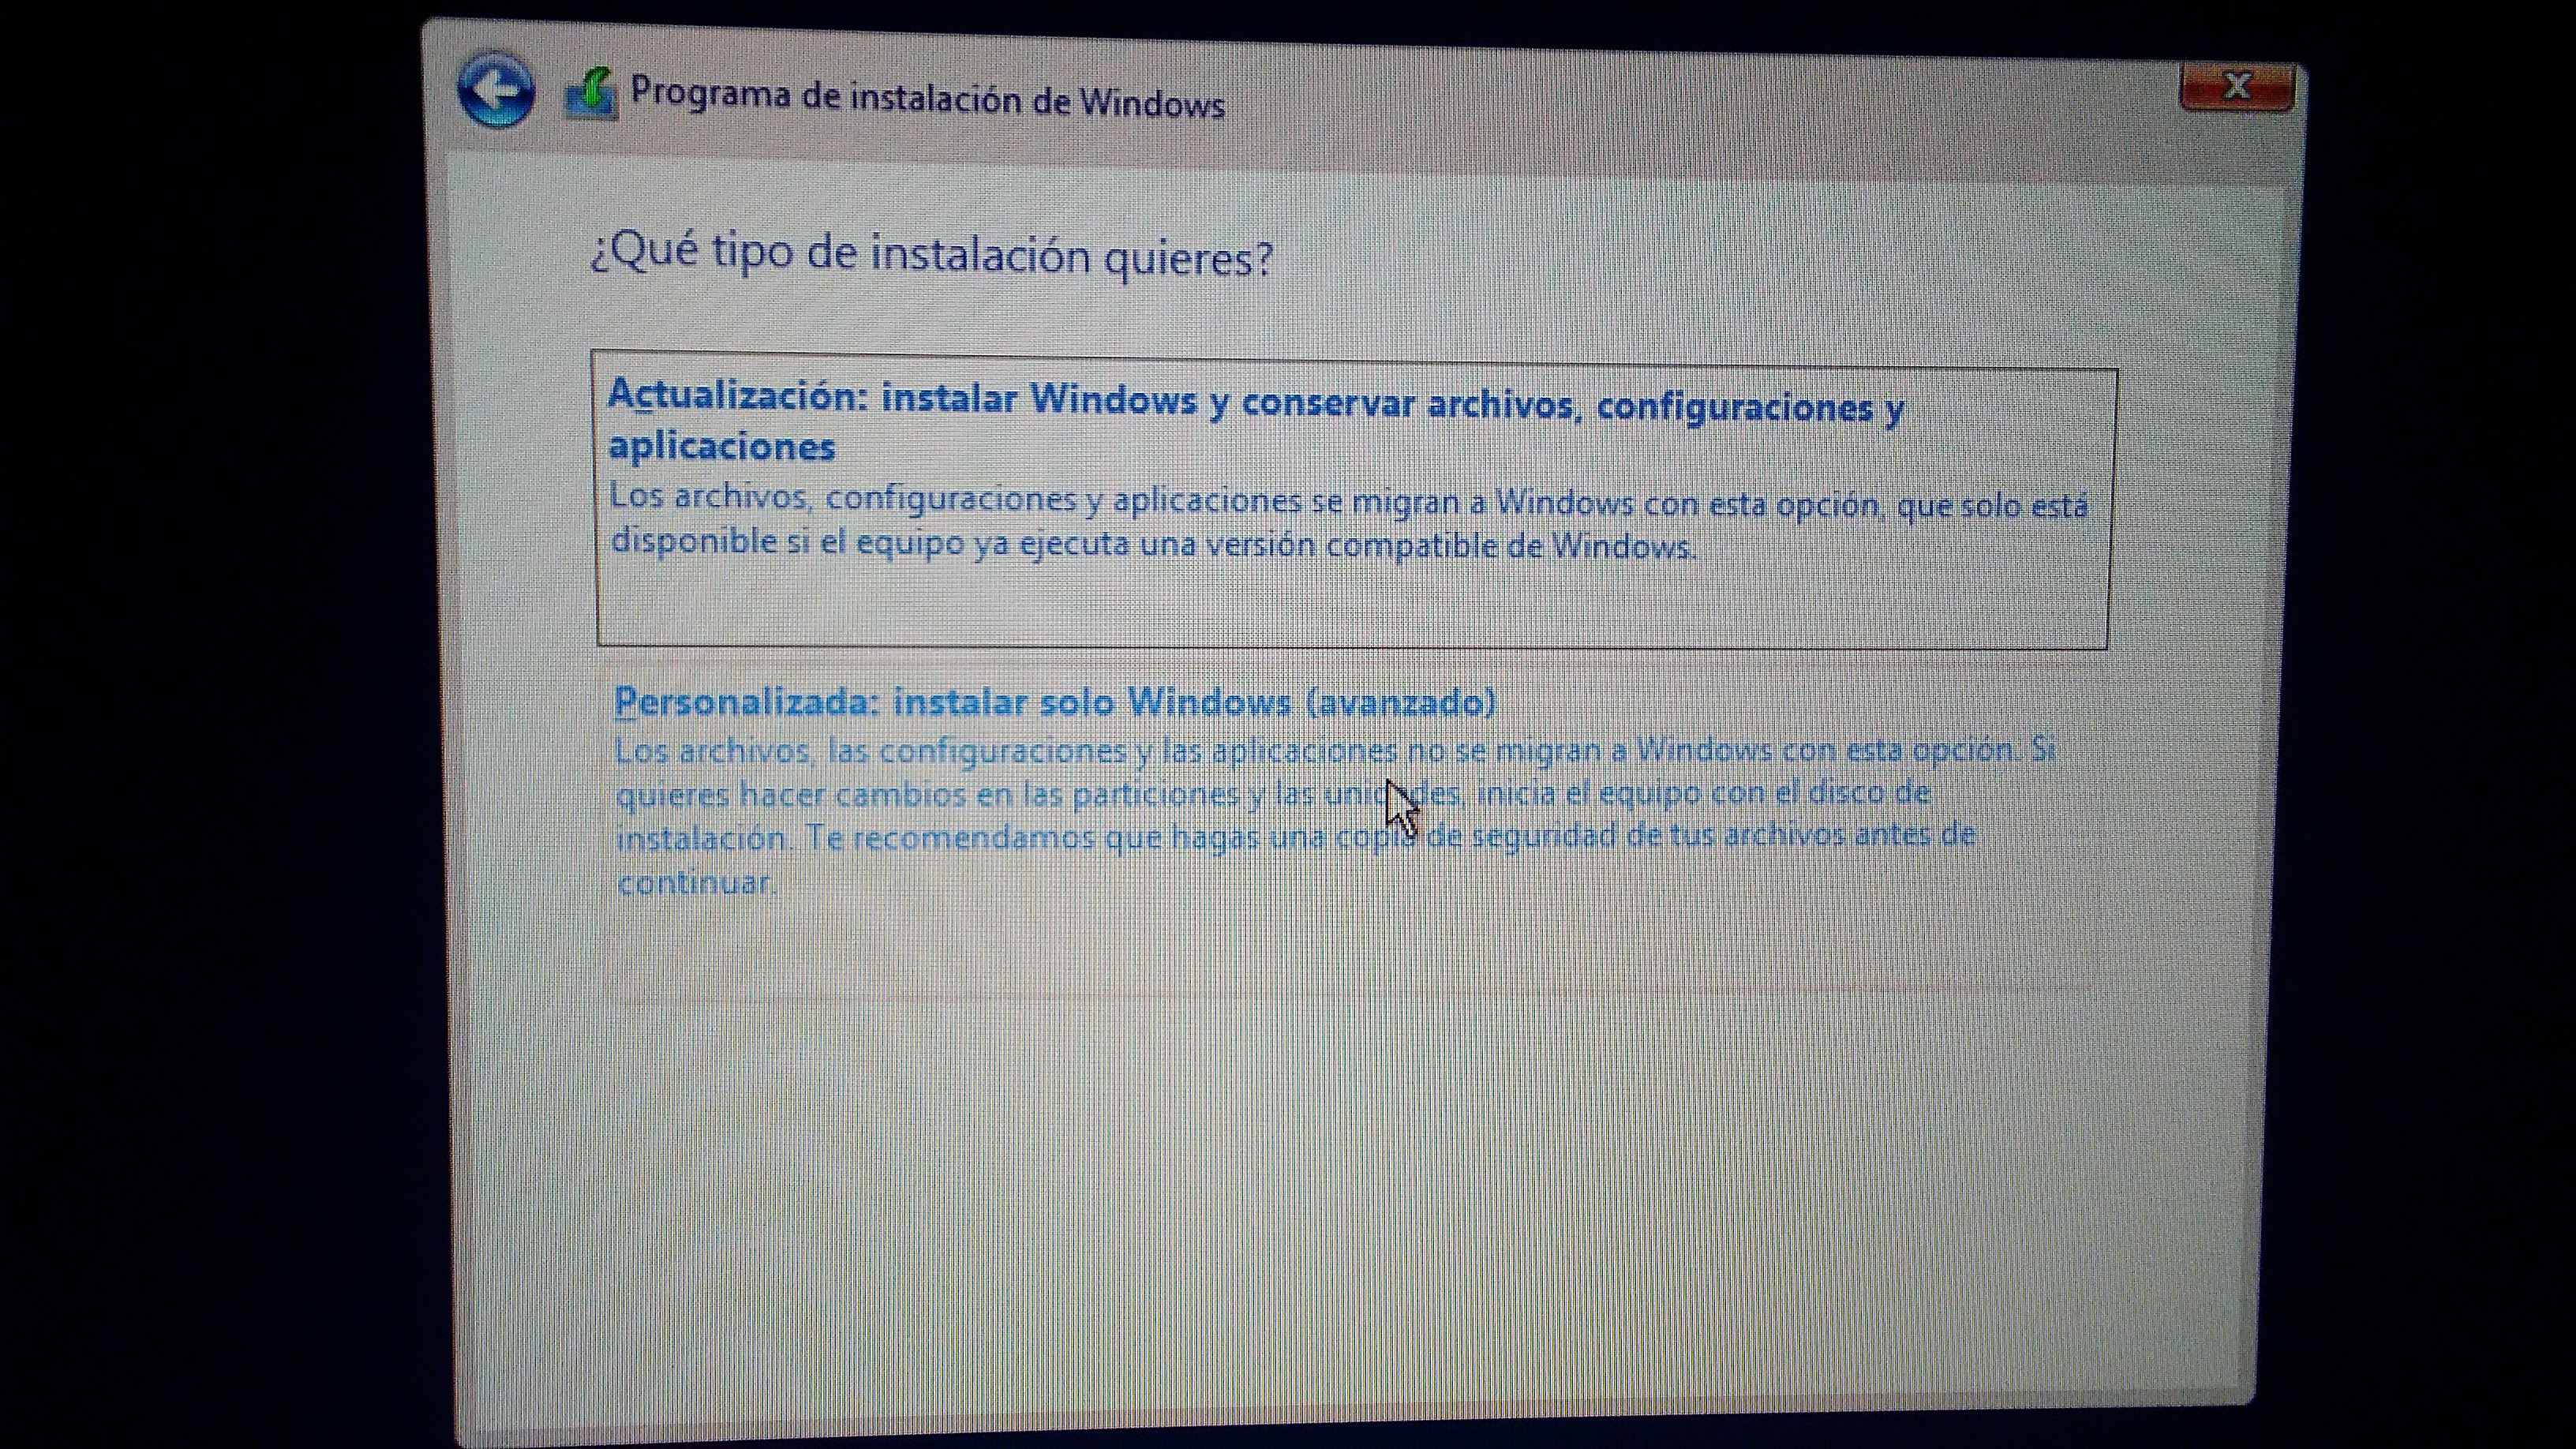 Programa de instalación de Windows
X
¿Qué tipo de instalación quieres?
Actualización: instalar Windows y conservar archivos, configuraciones y
aplicaciones
Los archivos, configuraciones y aplicaciones se migran a Windows con esta opción, que solo está
disponible si el equipo ya ejecuta una versión compatible de Windows.
Personalizada: instalar solo Windows (avanzado)
Los archivos, las configuraciones y las aplicaciones no se migran a Windows con esta opción. Si
quieres hacer cambios en las particiones y las unidades, inicia el equipo con el disco de
instalación. Te recomendamos que hagas una copia de seguridad de tus archivos antes de
continuar.